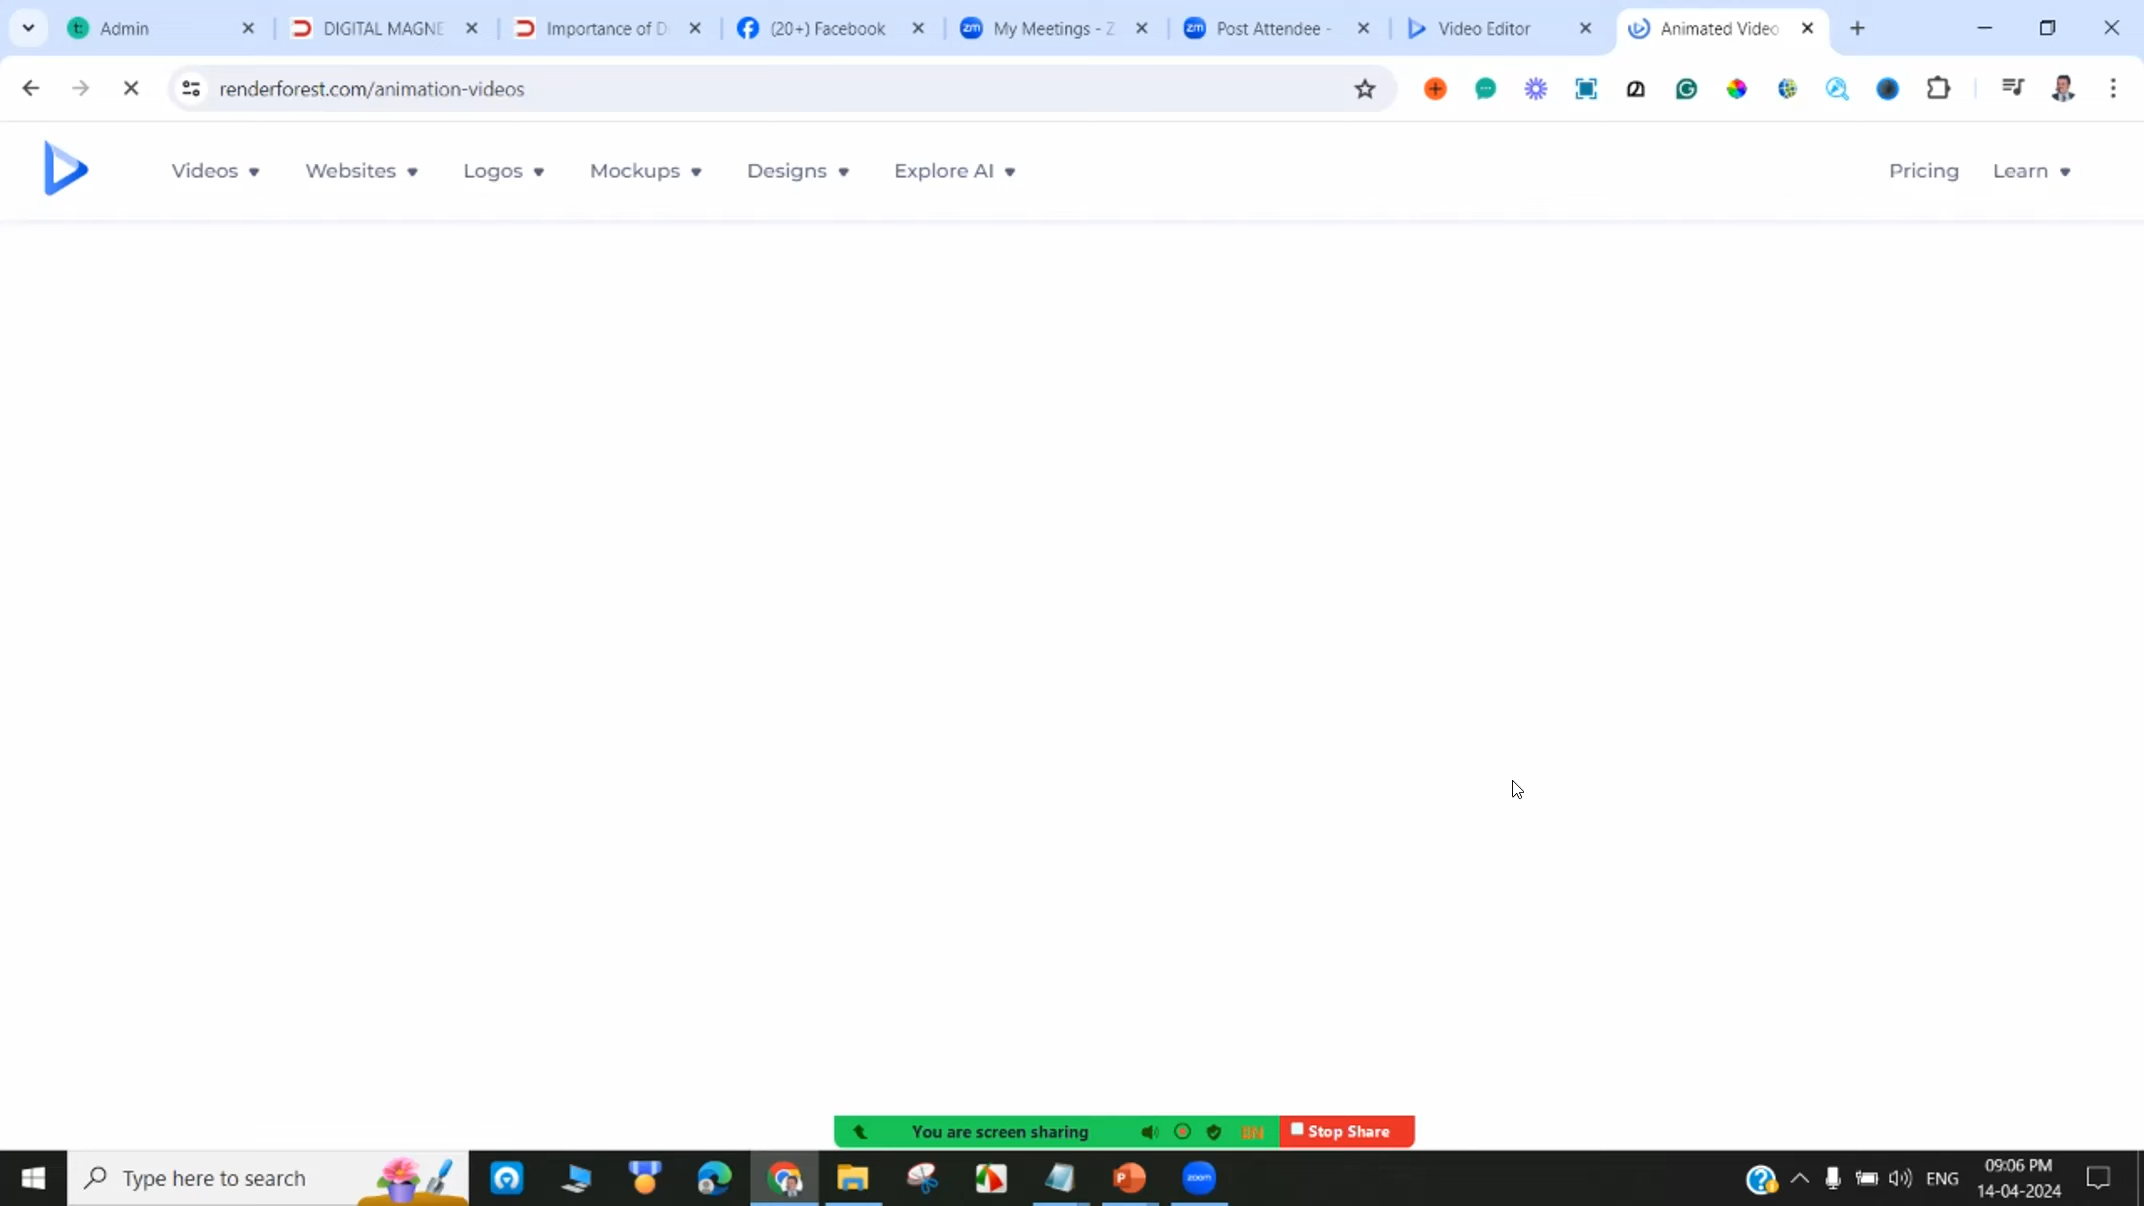 Admin
DIGITAL MAGNE
Importance of D
(20+) Facebook
My Meetings - Z
Post Attendee -
Video Editor
Animated Video
renderforest.com/animation-videos
Videos
Websites
Logos
Mockups
Designs
Explore AI
Pricing
Learn
You are screen sharing
Stop Share
Type here to search
zoom
ENG
09:06 PM
14-04-2024